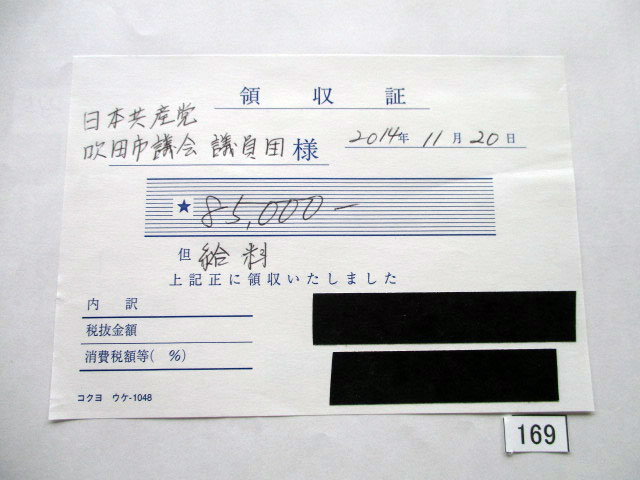 領収証
日本共産党
吹田市議会 議員団 様
2014年 11月 20日
★ 85,000-
但 給料
上記正に領収いたしました
内訳
税抜金額
消費税額等( %)
コクヨ ウケ-1048
169